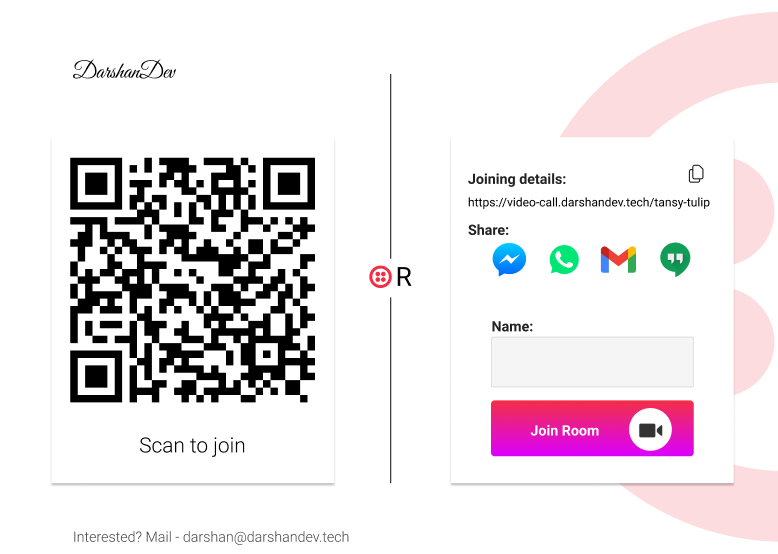 DarshanDev
Scan to join
R
Joining details:
https://video-call.darshandev.tech/tansy-tulip
Share:
Name:
Join Room
Interested? Mail - darshan@darshandev.tech